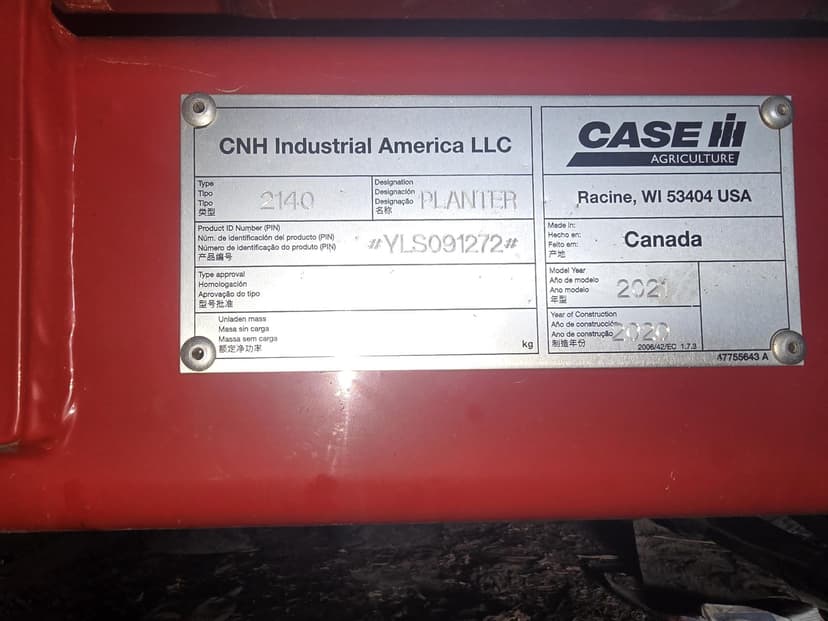 CNH Industrial America LLC
Type
Tipo
Tipo
类型
2140
Designation
Designación
Designação
名称
PLANTER
Product ID Number (PIN)
Núm. de identificación del producto (PIN)
Número de identificação do produto (PIN)
产品编号
#YLS091272#
Type approval
Homologación
Aprovação do tipo
型号批准
Unladen mass
Masa sin carga
Massa sem carga
额定净功率
kg
CASE IH
AGRICULTURE
Racine, WI 53404 USA
Made in:
Hecho en:
Feito em:
产地
Canada
Model Year
Año de modelo
Ano modelo
年型
2021
Year of Construction
Año de construcción
Ano de construção
制造年份
2020
2006/42/EC 1.7.3
47755643 A